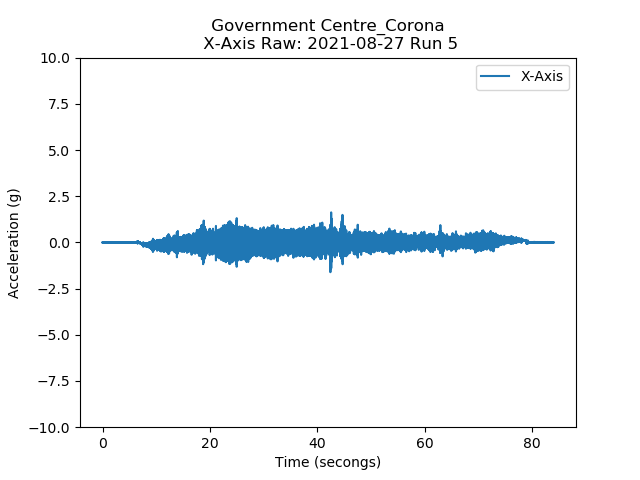 Government Centre_Corona
X-Axis Raw: 2021-08-27 Run 5
10.0
7.5
5.0
2.5
0.0
−2.5
−5.0
−7.5
−10.0
Acceleration (g)
X-Axis
0 20 40 60 80
Time (secongs)